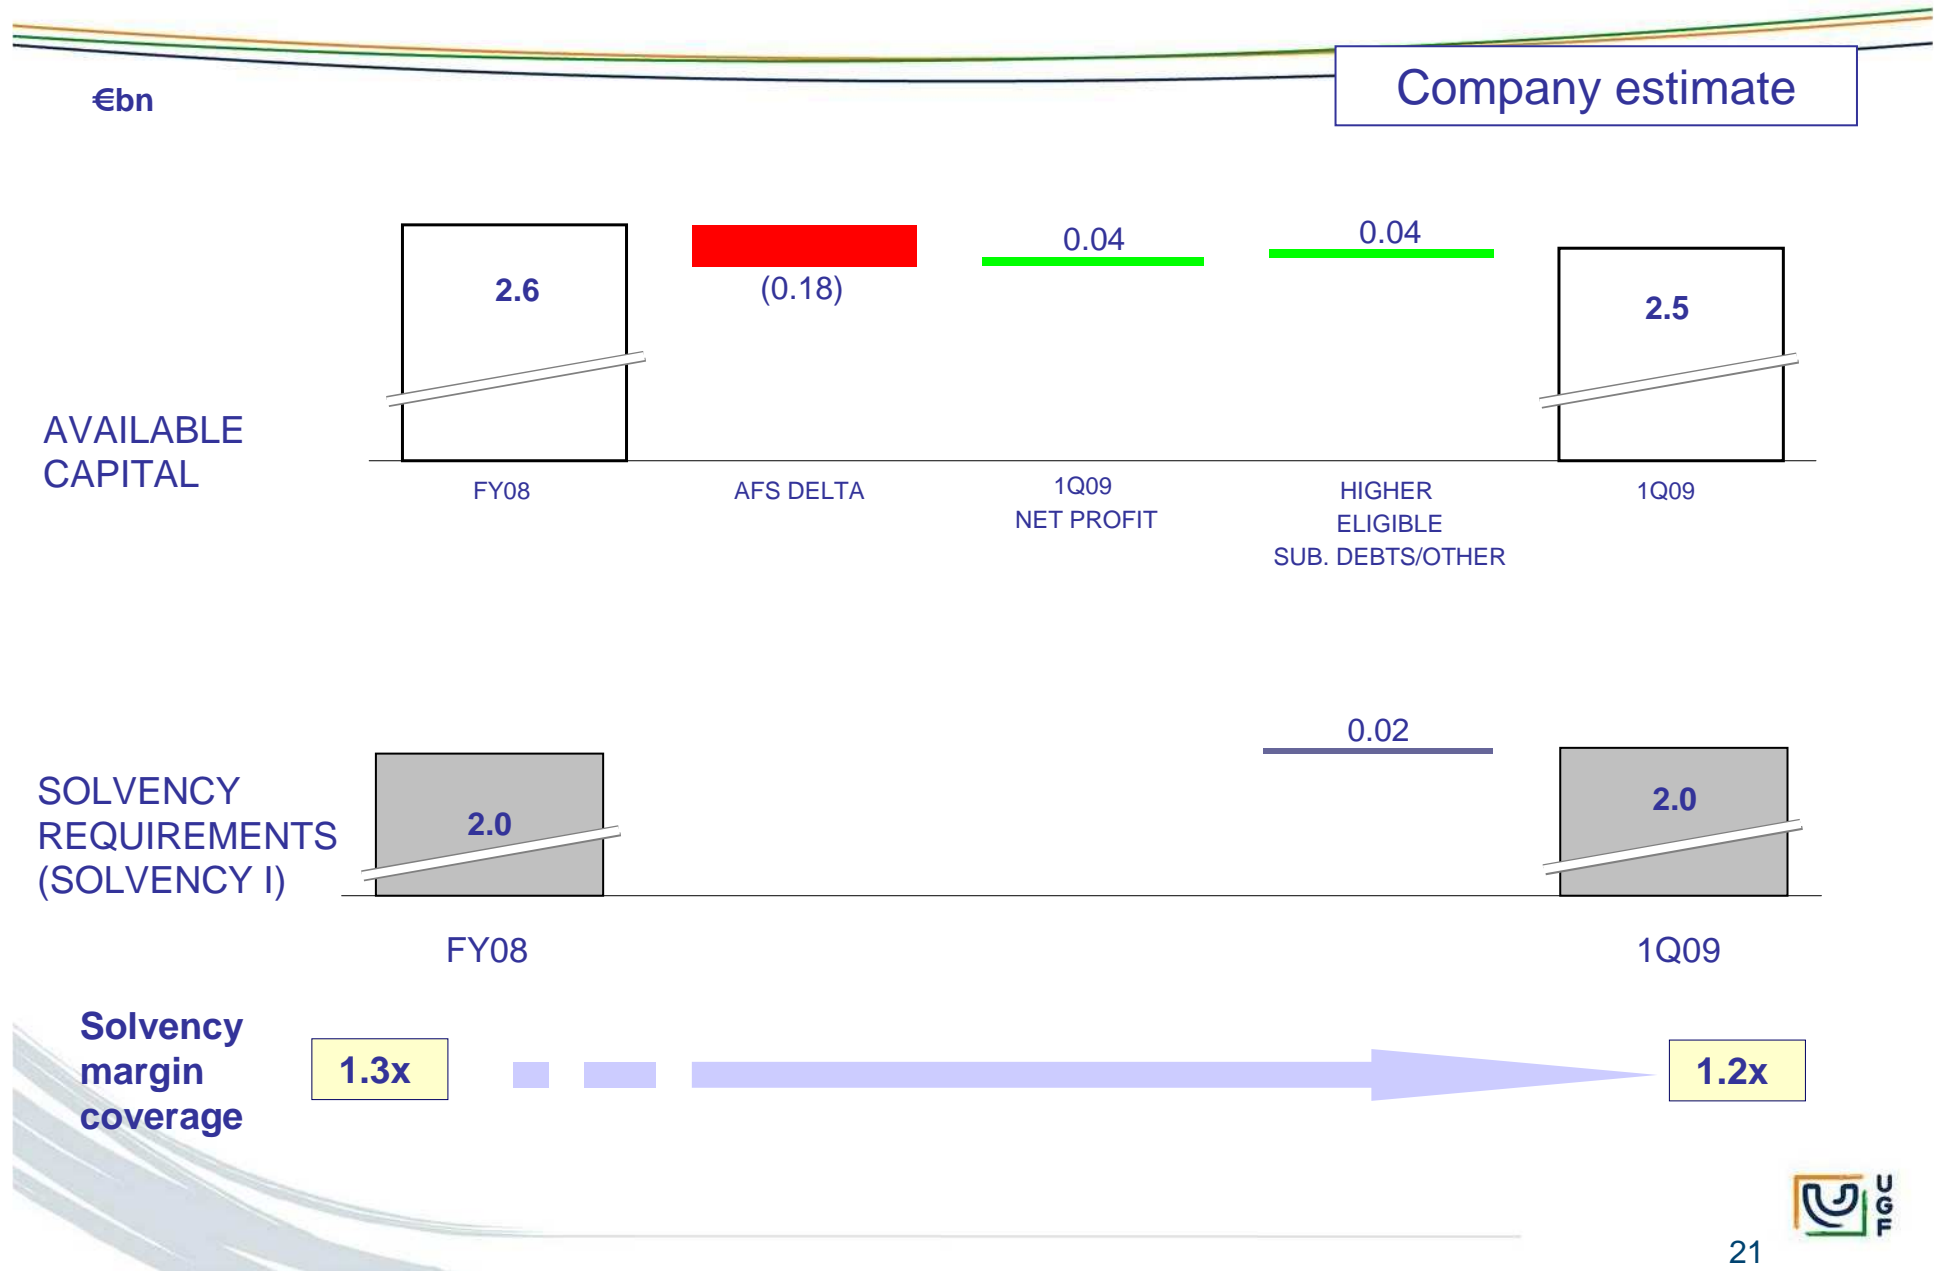 €bn
Company estimate
2.6
(0.18)
0.04
0.04
2.5
AVAILABLE
CAPITAL
FY08
AFS DELTA
1Q09
NET PROFIT
HIGHER
ELIGIBLE
SUB. DEBTS/OTHER
1Q09
0.02
SOLVENCY
REQUIREMENTS
(SOLVENCY I)
2.0
2.0
FY08
1Q09
Solvency
margin
coverage
1.3x
1.2x
UGF
21